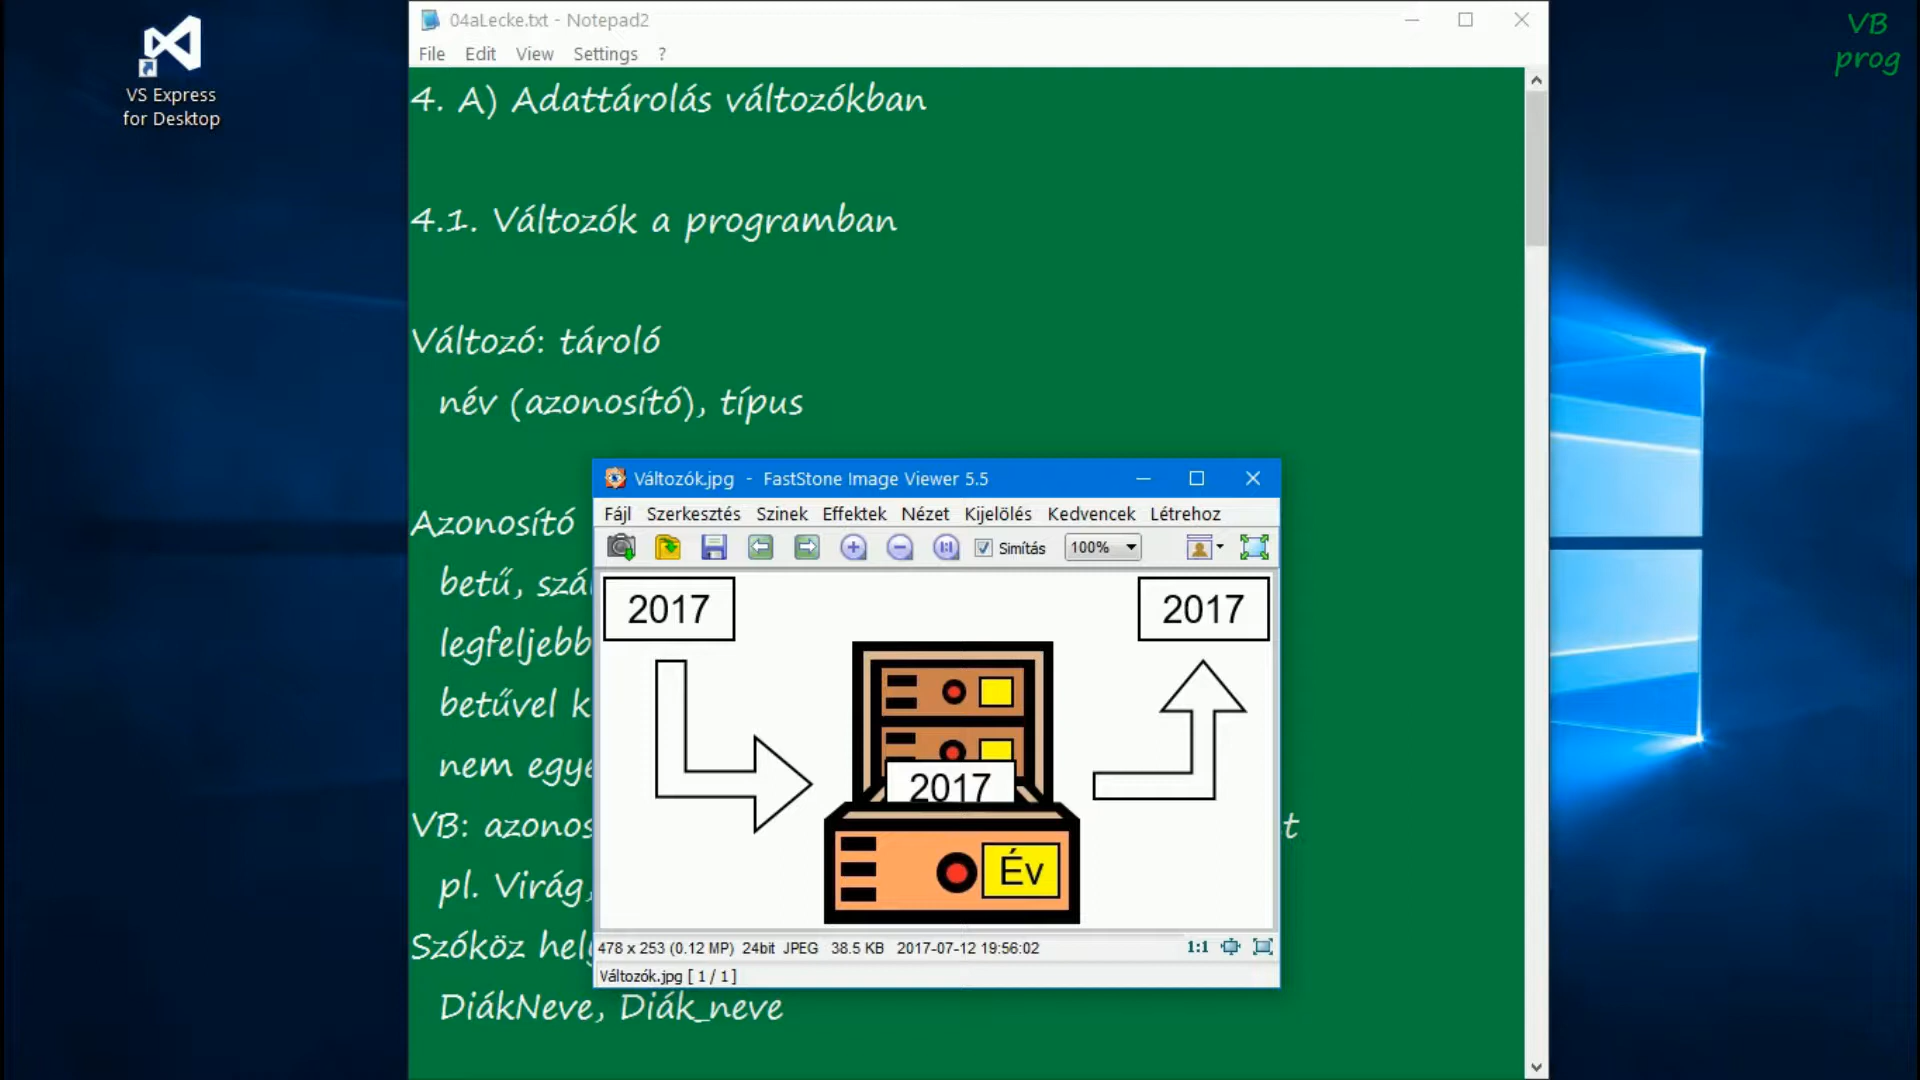 VS Express
for Desktop
04aLecke.txt - Notepad2
File Edit View Settings ?
VB
prog
4. A) Adattárolás változókban
4.1. Változók a programban
Változó: tároló
név (azonosító), típus
Azonosító
betű,
legfeljebb
betűvel
nem
VB:
pl. Virág,
Szóköz
DiákNeve, Diák_neve
Változók.jpg - FastStone Image Viewer 5.5
Fájl Szerkesztés Szinek Effektek Nézet Kijelölés Kedvencek Létrehoz
Simítás 100%
2017
2017
2017
Év
478 x 253 (0.12 MP) 24bit JPEG 38.5 KB 2017-07-12 19:56:02
1:1
Változók.jpg [ 1 / 1 ]